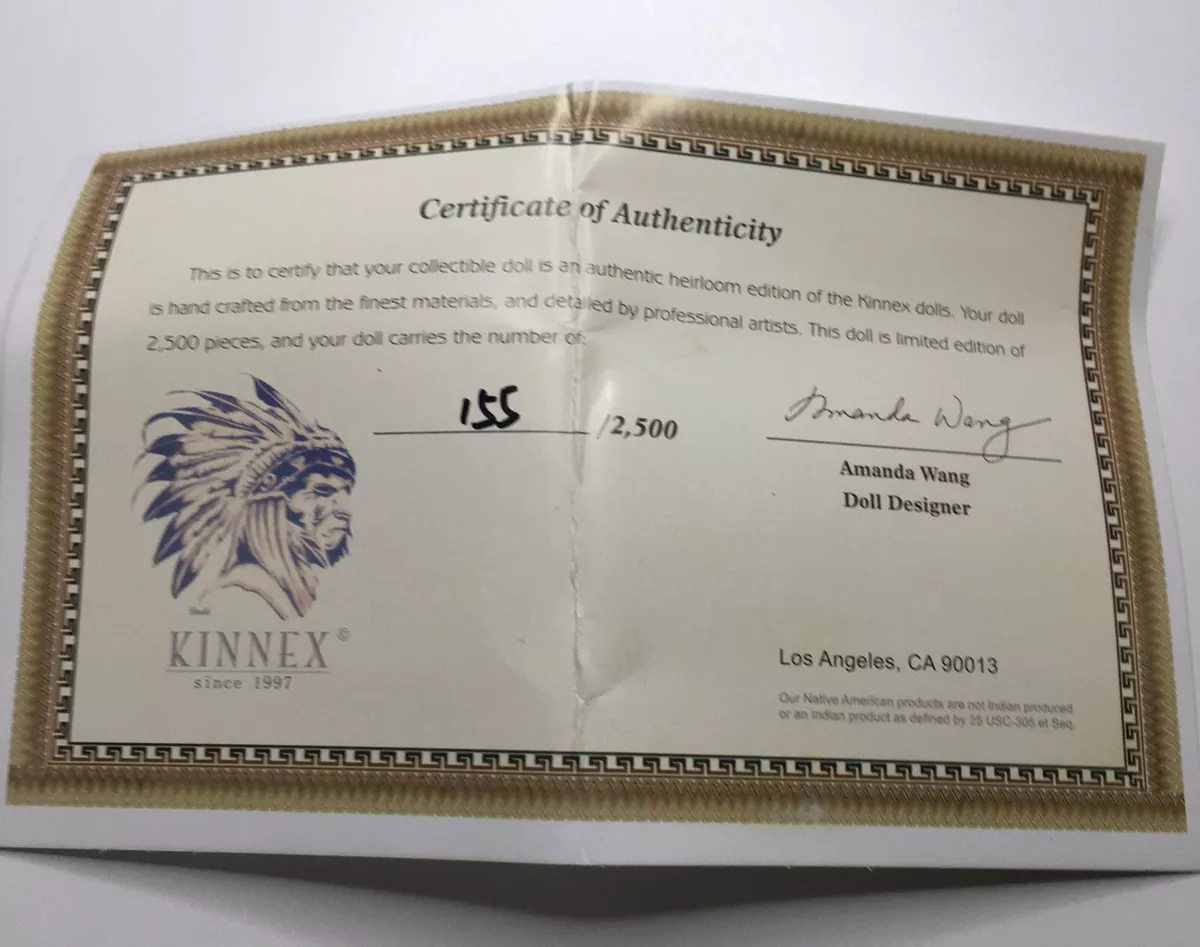 Certificate of Authenticity
This is to certify that your collectible doll is an authentic heirloom edition of the Kinnex dolls. Your doll
is hand crafted from the finest materials, and detailed by professional artists. This doll is limited edition of
2,500 pieces, and your doll carries the number of:
155 /2,500
Amanda Wang
Amanda Wang
Doll Designer
KINNEX©
since 1997
Los Angeles, CA 90013
Our Native American products are not Indian produced
or an Indian product as defined by 25 USC-305 et Seq.